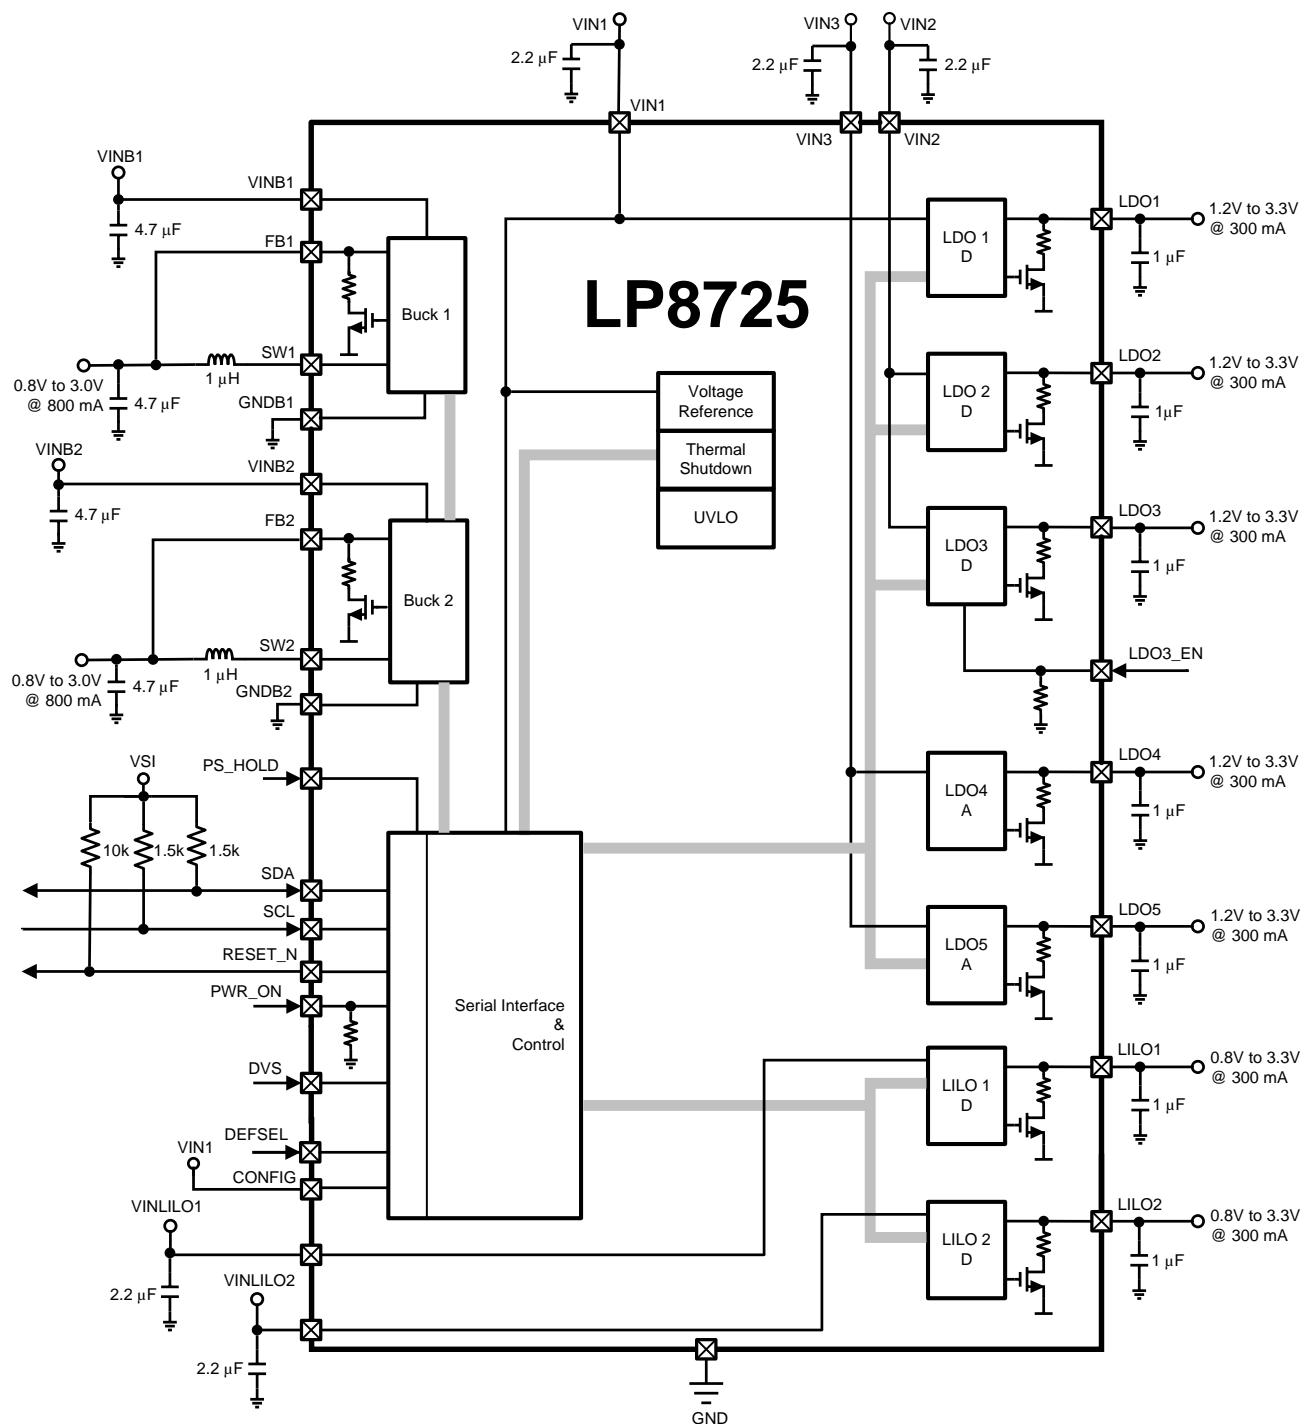 VIN1
VIN3
VIN2
2.2 µF
2.2 µF
2.2 µF
VIN1
VIN3
VIN2
VINB1
VINB1
4.7 µF
FB1
Buck 1
SW1
1 µH
0.8V to 3.0V
@ 800 mA
4.7 µF
GNDB1
VINB2
VINB2
4.7 µF
FB2
Buck 2
SW2
1 µH
0.8V to 3.0V
@ 800 mA
4.7 µF
GNDB2
LP8725
Voltage
Reference
Thermal
Shutdown
UVLO
LDO 1
D
LDO1
1.2V to 3.3V
@ 300 mA
1 µF
LDO 2
D
LDO2
1.2V to 3.3V
@ 300 mA
1µF
LDO3
D
LDO3
1.2V to 3.3V
@ 300 mA
1 µF
LDO3_EN
LDO4
A
LDO4
1.2V to 3.3V
@ 300 mA
1 µF
LDO5
A
LDO5
1.2V to 3.3V
@ 300 mA
1 µF
LILO 1
D
LILO1
0.8V to 3.3V
@ 300 mA
1 µF
LILO 2
D
LILO2
0.8V to 3.3V
@ 300 mA
1 µF
PS_HOLD
VSI
10k
1.5k
1.5k
SDA
SCL
RESET_N
PWR_ON
Serial Interface
&
Control
DVS
DEFSEL
VIN1
CONFIG
VINLILO1
2.2 µF
VINLILO2
2.2 µF
GND